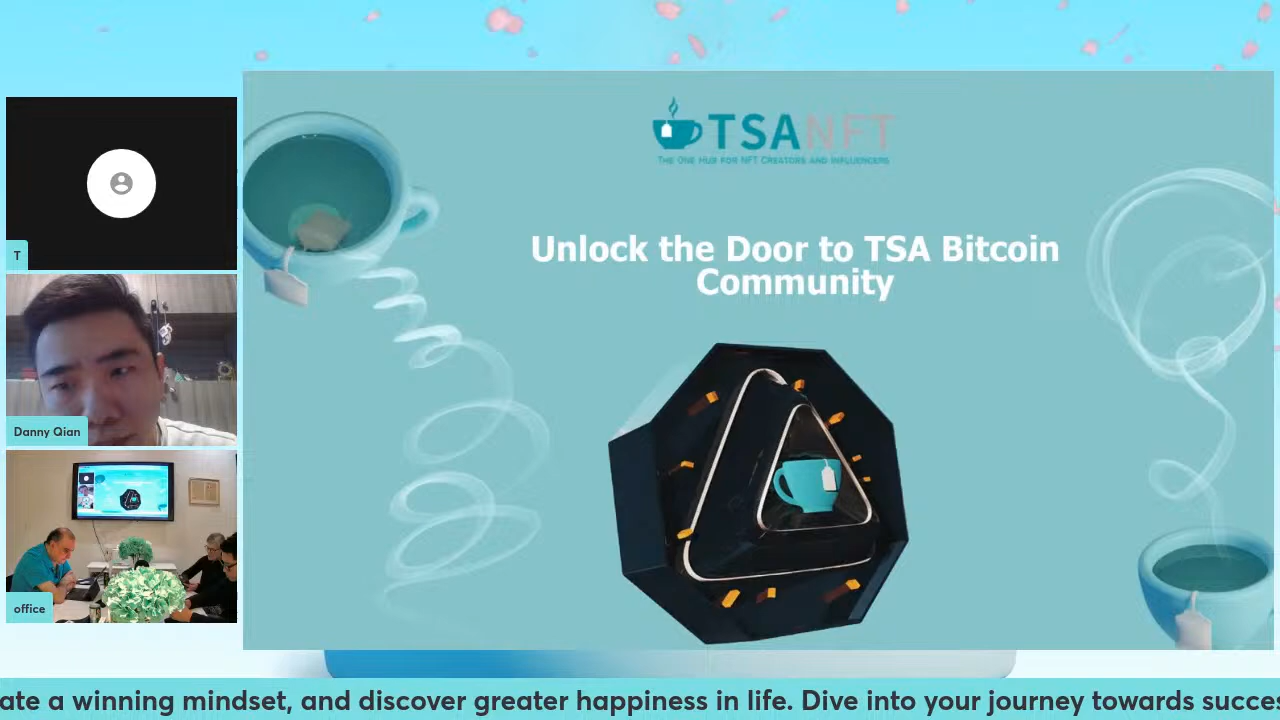 TSANFT
The One Hub for NFT Creators and Influencers
Unlock the Door to TSA Bitcoin
Community
T
Danny Qian
office
ate a winning mindset, and discover greater happiness in life. Dive into your journey towards succes